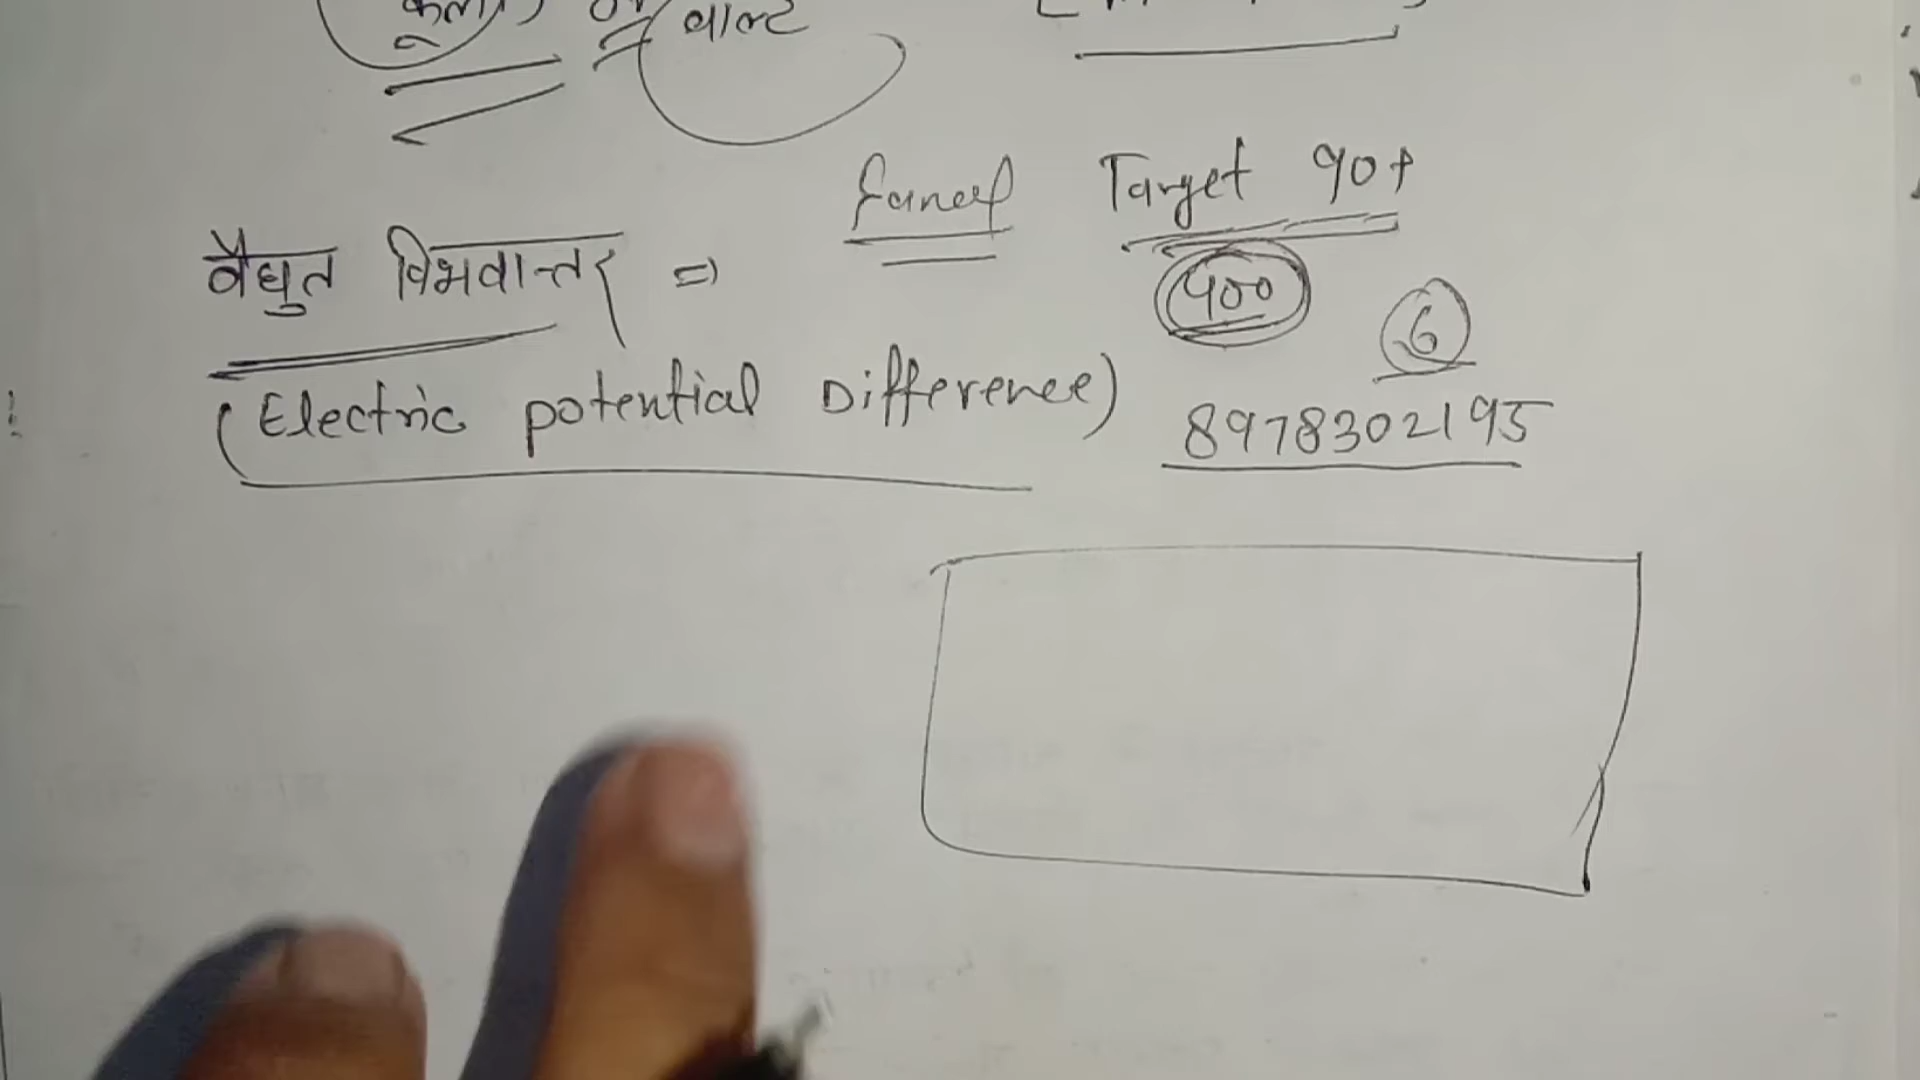 वोल्ट
Target 90+
वैधुत विभवान्तर =>
400
6
(Electric potential Difference)
8978302195